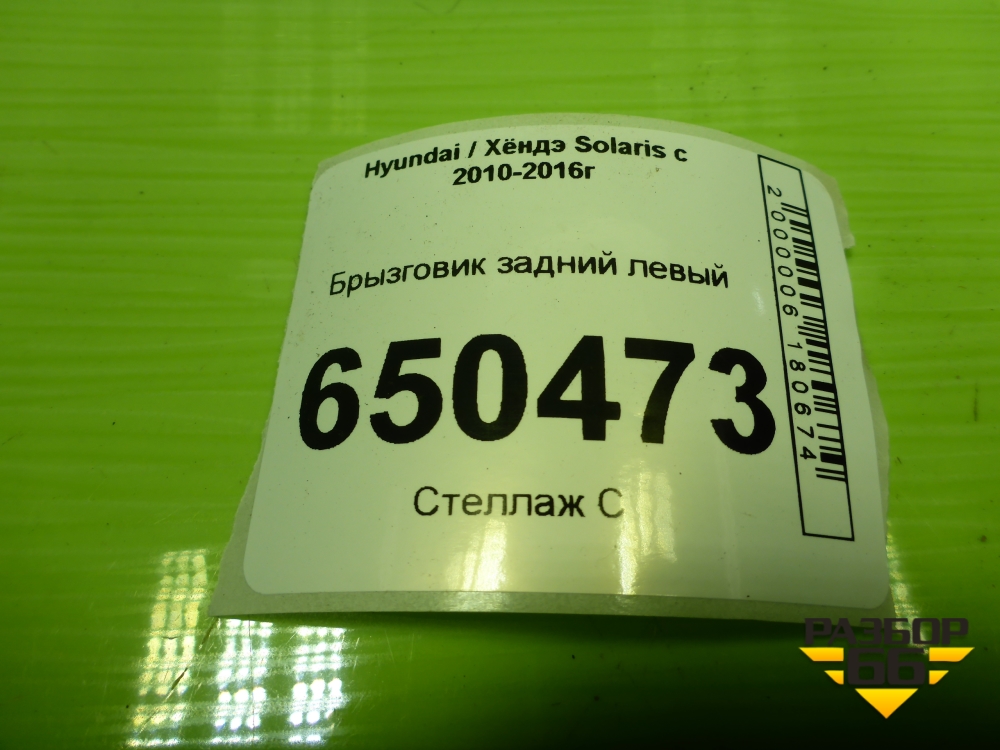 Hyundai / Хёндэ Solaris с
2010-2016г
Брызговик задний левый
650473
Стеллаж С
2000006180674
РАЗБОР
66